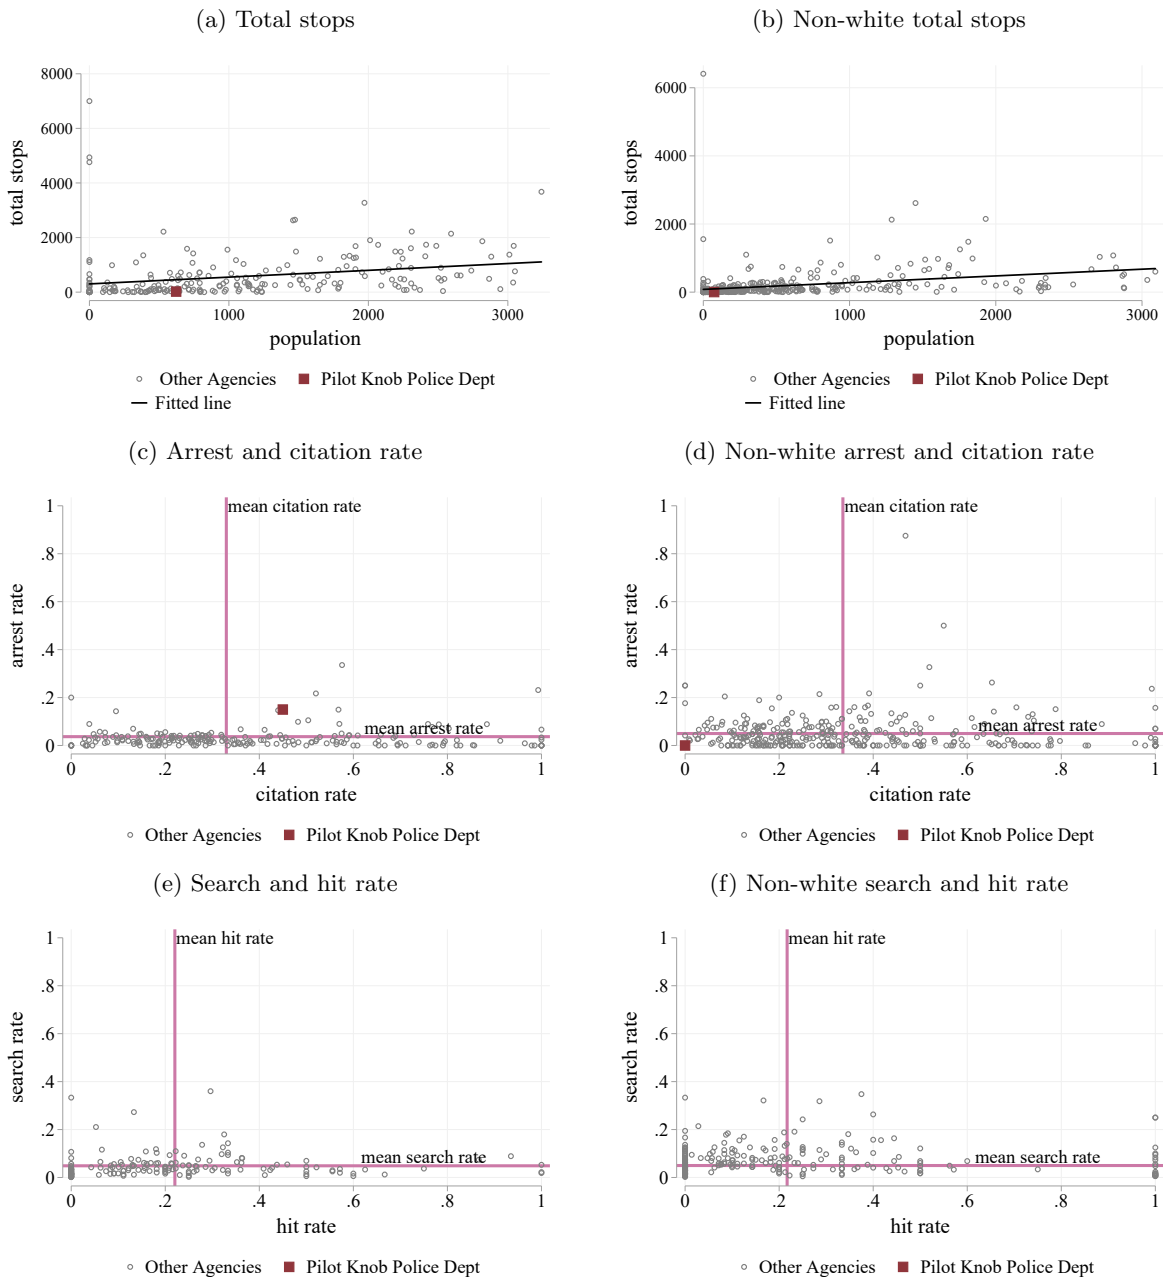 (a) Total stops
(b) Non-white total stops
total stops
8000
6000
4000
2000
0
0 1000 2000 3000
population
Other Agencies Pilot Knob Police Dept
Fitted line
total stops
6000
4000
2000
0
0 1000 2000 3000
population
Other Agencies Pilot Knob Police Dept
Fitted line
(c) Arrest and citation rate
(d) Non-white arrest and citation rate
arrest rate
1
.8
.6
.4
.2
0
mean citation rate
mean arrest rate
0 .2 .4 .6 .8 1
citation rate
Other Agencies Pilot Knob Police Dept
arrest rate
1
.8
.6
.4
.2
0
mean citation rate
mean arrest rate
0 .2 .4 .6 .8 1
citation rate
Other Agencies Pilot Knob Police Dept
(e) Search and hit rate
(f) Non-white search and hit rate
search rate
1
.8
.6
.4
.2
0
mean hit rate
mean search rate
0 .2 .4 .6 .8 1
hit rate
Other Agencies Pilot Knob Police Dept
search rate
1
.8
.6
.4
.2
0
mean hit rate
mean search rate
0 .2 .4 .6 .8 1
hit rate
Other Agencies Pilot Knob Police Dept